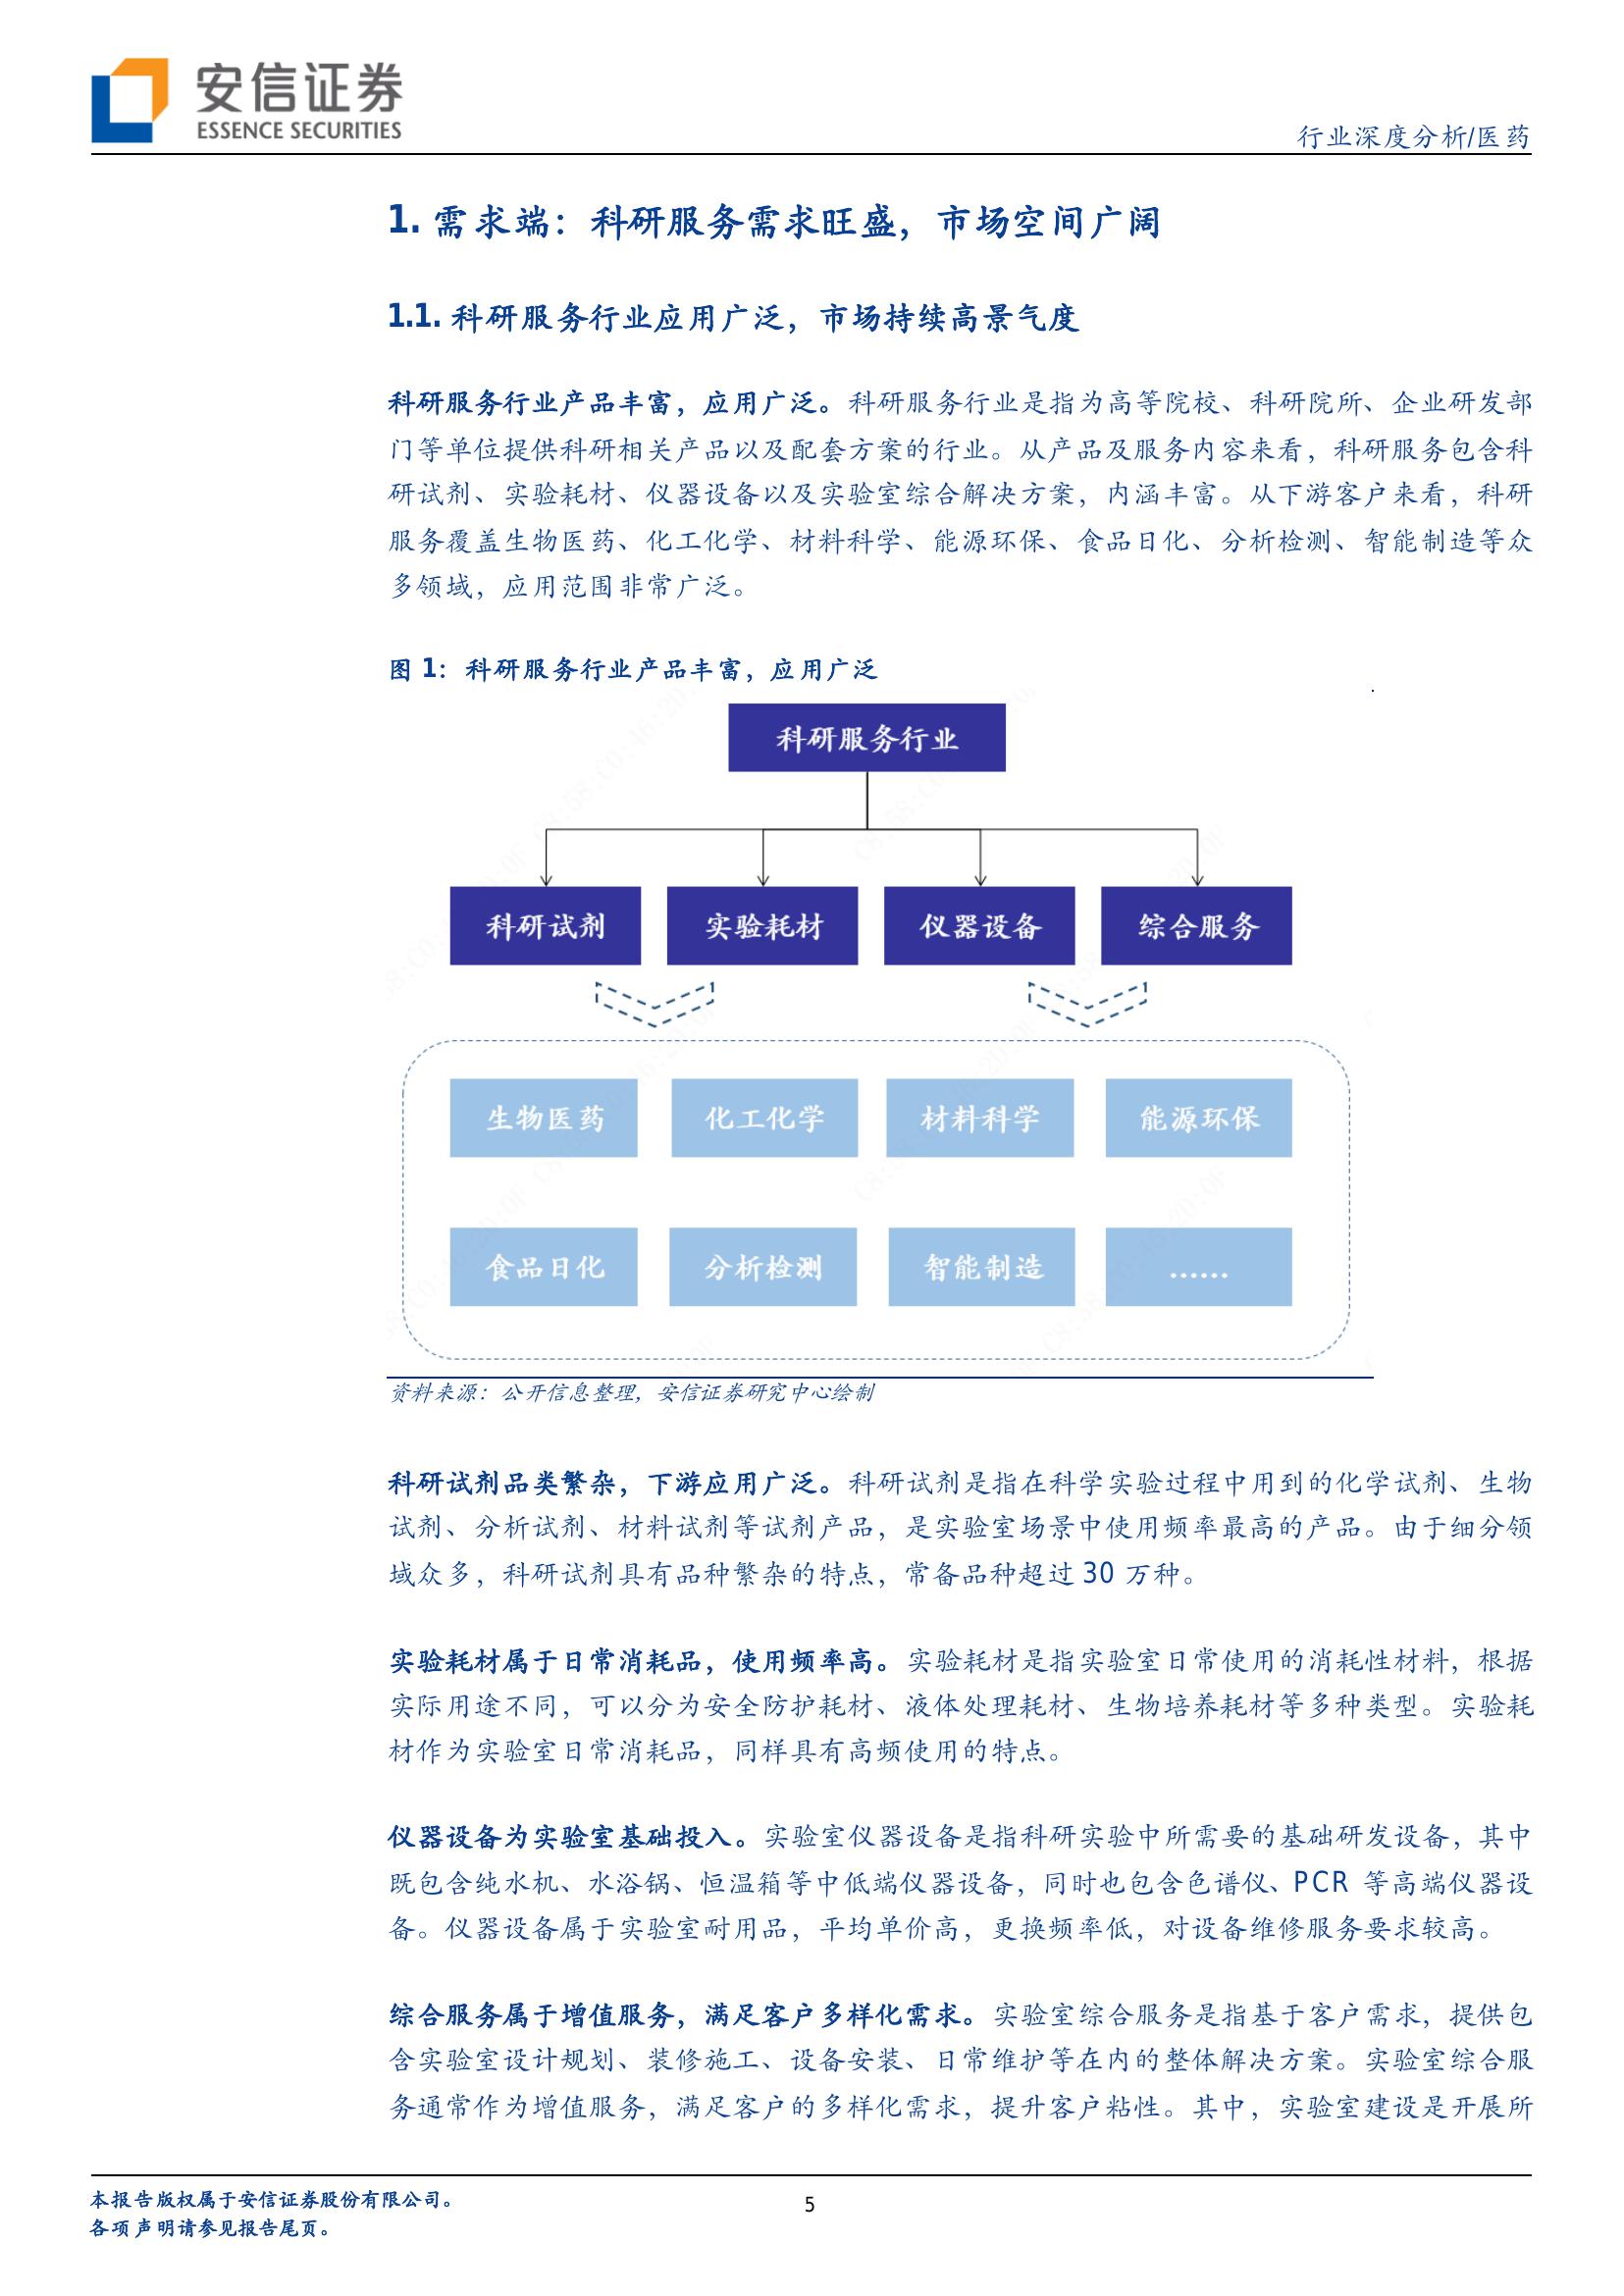 安信证券
ESSENCE SECURITIES
行业深度分析/医药
1. 需求端：科研服务需求旺盛，市场空间广阔
1.1. 科研服务行业应用广泛，市场持续高景气度
科研服务行业产品丰富，应用广泛。科研服务行业是指为高等院校、科研院所、企业研发部
门等单位提供科研相关产品以及配套方案的行业。从产品及服务内容来看，科研服务包含科
研试剂、实验耗材、仪器设备以及实验室综合解决方案，内涵丰富。从下游客户来看，科研
服务覆盖生物医药、化工化学、材料科学、能源环保、食品日化、分析检测、智能制造等众
多领域，应用范围非常广泛。
图 1：科研服务行业产品丰富，应用广泛
科研服务行业
科研试剂 实验耗材 仪器设备 综合服务
生物医药 化工化学 材料科学 能源环保
食品日化 分析检测 智能制造 ……
资料来源：公开信息整理，安信证券研究中心绘制
科研试剂品类繁杂，下游应用广泛。科研试剂是指在科学实验过程中用到的化学试剂、生物
试剂、分析试剂、材料试剂等试剂产品，是实验室场景中使用频率最高的产品。由于细分领
域众多，科研试剂具有品种繁杂的特点，常备品种超过 30 万种。
实验耗材属于日常消耗品，使用频率高。实验耗材是指实验室日常使用的消耗性材料，根据
实际用途不同，可以分为安全防护耗材、液体处理耗材、生物培养耗材等多种类型。实验耗
材作为实验室日常消耗品，同样具有高频使用的特点。
仪器设备为实验室基础投入。实验室仪器设备是指科研实验中所需要的基础研发设备，其中
既包含纯水机、水浴锅、恒温箱等中低端仪器设备，同时也包含色谱仪、PCR 等高端仪器设
备。仪器设备属于实验室耐用品，平均单价高，更换频率低，对设备维修服务要求较高。
综合服务属于增值服务，满足客户多样化需求。实验室综合服务是指基于客户需求，提供包
含实验室设计规划、装修施工、设备安装、日常维护等在内的整体解决方案。实验室综合服
务通常作为增值服务，满足客户的多样化需求，提升客户粘性。其中，实验室建设是开展所
本报告版权属于安信证券股份有限公司。
各项声明请参见报告尾页。
5